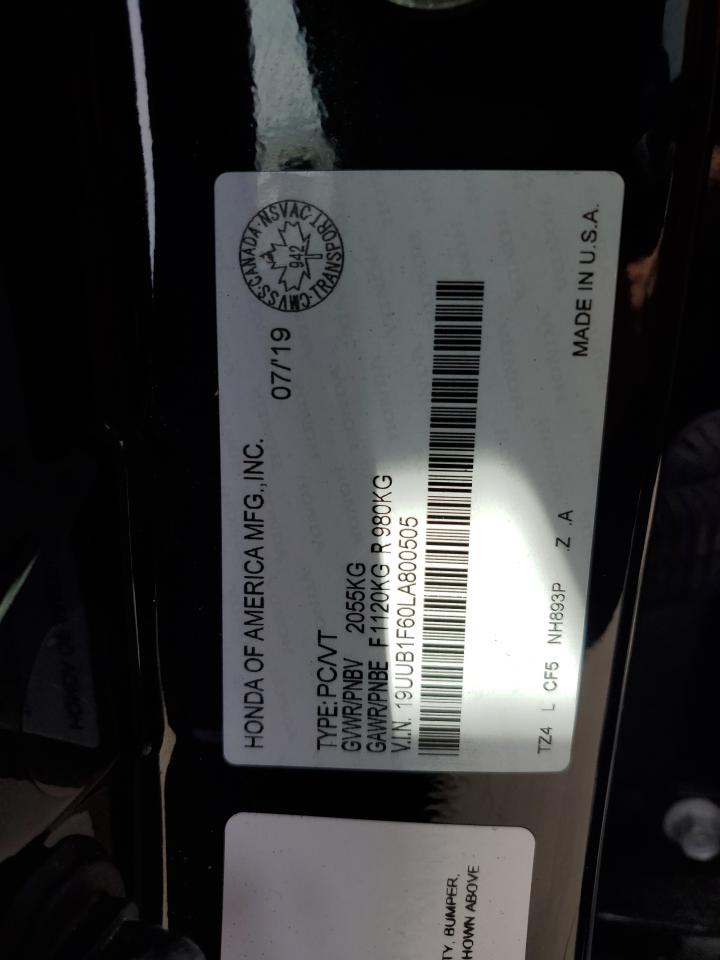 HONDA OF AMERICA MFG.,INC.
07/'19
CMVSS·CANADA·NSVAC·TRANSPORT
942
TYPE:PC/VT
GVWR/PNBV 2055KG
GAWR/PNBE F 1120KG R 980KG
V.I.N. 19UUB1F60LA800505
TZ4 L CF5 NH893P .Z .A
MADE IN U.S.A.
TY, BUMPER,
HOWN ABOVE